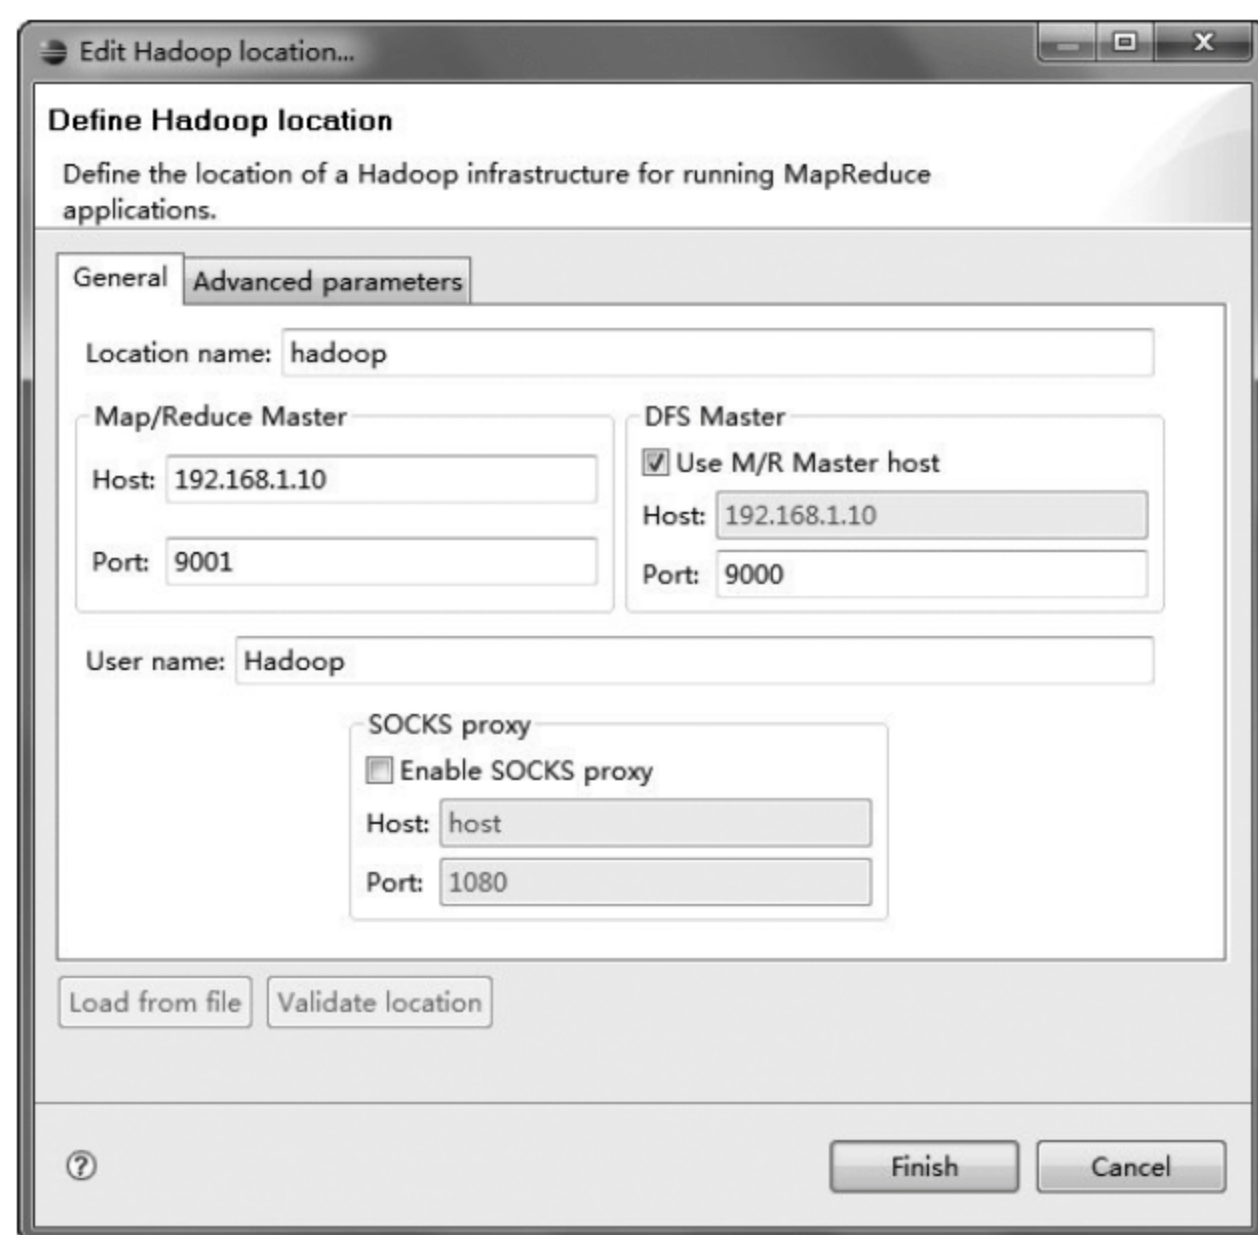 Edit Hadoop location...
Define Hadoop location
Define the location of a Hadoop infrastructure for running MapReduce
applications.
General
Advanced parameters
Location name: hadoop
Map/Reduce Master
Host: 192.168.1.10
Port: 9001
DFS Master
Use M/R Master host
Host: 192.168.1.10
Port: 9000
User name: Hadoop
SOCKS proxy
Enable SOCKS proxy
Host: host
Port: 1080
Load from file
Validate location
Finish
Cancel